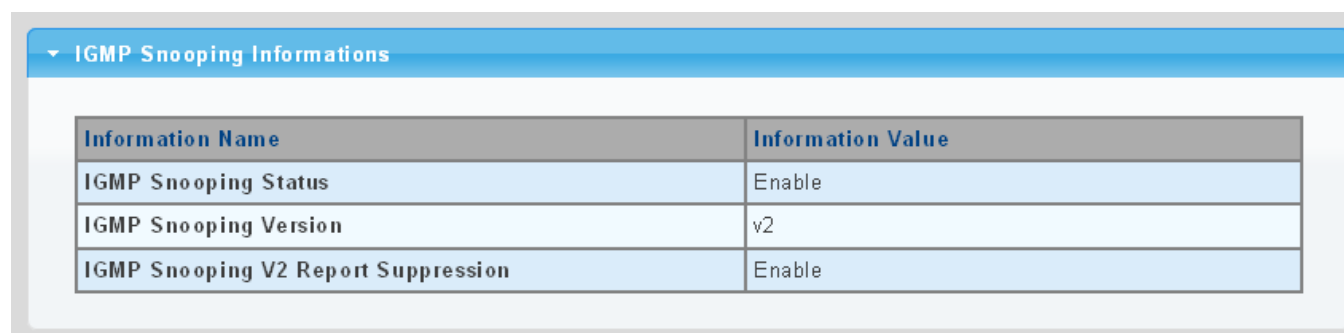 IGMP Snooping Informations
Information Name Information Value
IGMP Snooping Status Enable
IGMP Snooping Version v2
IGMP Snooping V2 Report Suppression Enable